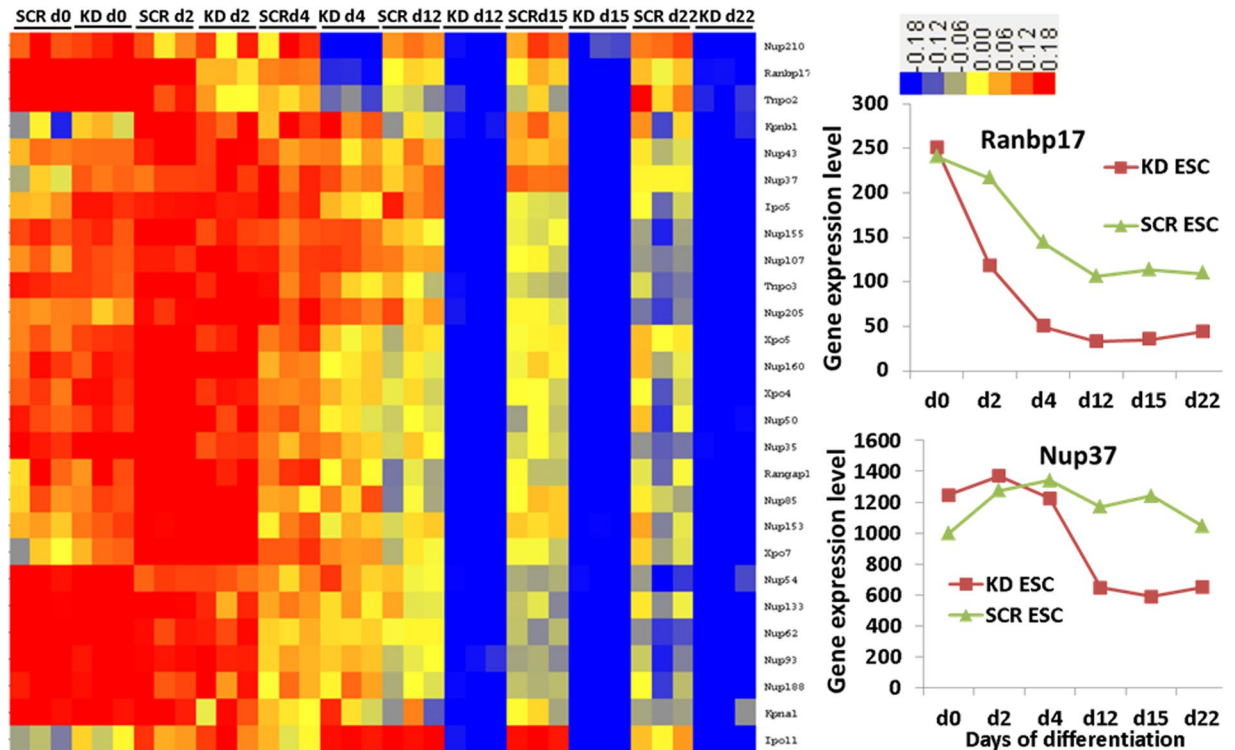 SCR d0 KD d0 SCR d2 KD d2 SCRd4 KD d4 SCR d12 KD d12 SCRd15 KD d15 SCR d22 KD d22
Nup210
Ranbp17
Tnpo2
Kpnb1
Nup43
Nup37
Ipo5
Nup155
Nup107
Tnpo3
Nup205
Xpo5
Nup160
Xpo4
Nup50
Nup35
Rangap1
Nup85
Nup153
Xpo7
Nup54
Nup133
Nup62
Nup93
Nup188
Kpna1
Ipo11
-0.18 -0.12 -0.06 0.00 0.06 0.12 0.18
Ranbp17
Gene expression level
300
250
200
150
100
50
0
KD ESC
SCR ESC
d0 d2 d4 d12 d15 d22
Nup37
Gene expression level
1600
1400
1200
1000
800
600
400
200
0
KD ESC
SCR ESC
d0 d2 d4 d12 d15 d22
Days of differentiation